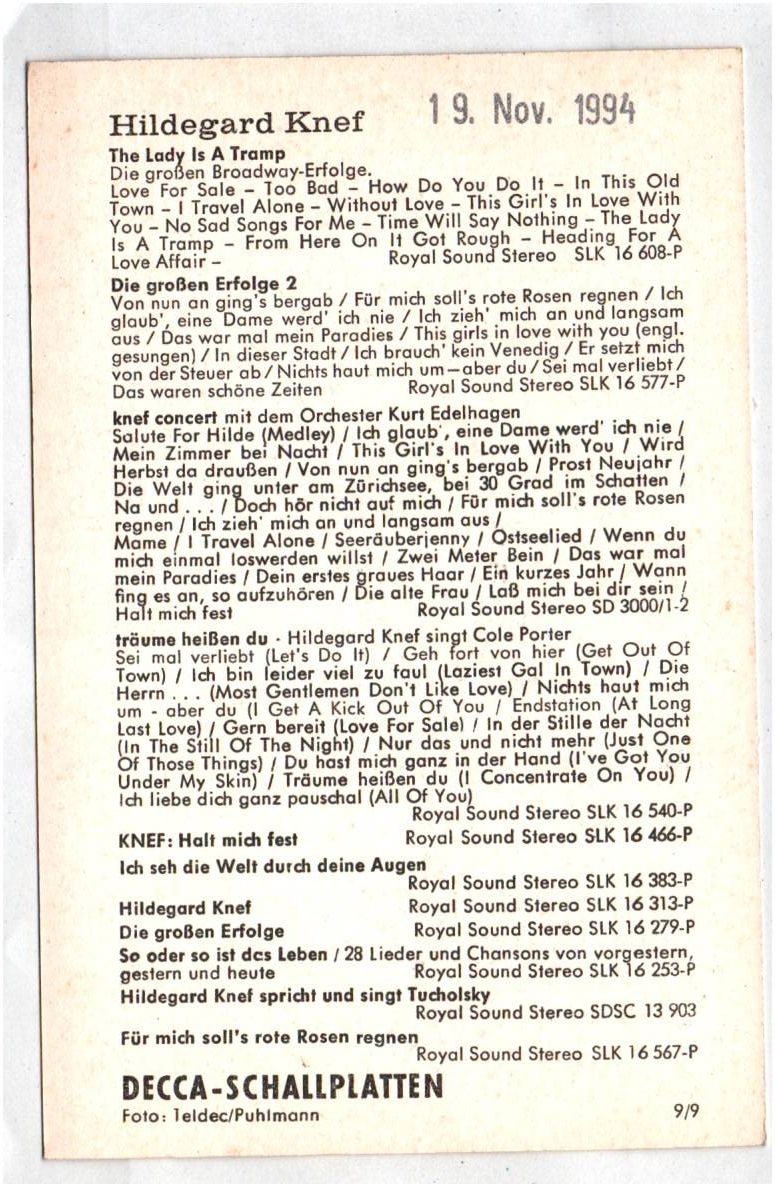 Hildegard Knef
19. Nov. 1994
The Lady Is A Tramp
Die großen Broadway-Erfolge.
Love For Sale – Too Bad – How Do You Do It – In This Old
Town – I Travel Alone – Without Love – This Girl's In Love With
You – No Sad Songs For Me – Time Will Say Nothing – The Lady
Is A Tramp – From Here On It Got Rough – Heading For A
Love Affair – Royal Sound Stereo SLK 16 608-P
Die großen Erfolge 2
Von nun an ging's bergab / Für mich soll's rote Rosen regnen / Ich
glaub', eine Dame werd' ich nie / Ich zieh' mich an und langsam
aus / Das war mal mein Paradies / This girls in love with you (engl.
gesungen) / In dieser Stadt / Ich brauch' kein Venedig / Er setzt mich
von der Steuer ab / Nichts haut mich um—aber du / Sei mal verliebt /
Das waren schöne Zeiten Royal Sound Stereo SLK 16 577-P
knef concert mit dem Orchester Kurt Edelhagen
Salute For Hilde (Medley) / Ich glaub', eine Dame werd' ich nie /
Mein Zimmer bei Nacht / This Girl's In Love With You / Wird
Herbst da draußen / Von nun an ging's bergab / Prost Neujahr /
Die Welt ging unter am Zürichsee, bei 30 Grad im Schatten /
Na und . . . / Doch hör nicht auf mich / Für mich soll's rote Rosen
regnen / Ich zieh' mich an und langsam aus /
Mame / I Travel Alone / Seeräuberjenny / Ostseelied / Wenn du
mich einmal loswerden willst / Zwei Meter Bein / Das war mal
mein Paradies / Dein erstes graues Haar / Ein kurzes Jahr / Wann
fing es an, so aufzuhören / Die alte Frau / Laß mich bei dir sein /
Halt mich fest Royal Sound Stereo SD 3000/1-2
träume heißen du · Hildegard Knef singt Cole Porter
Sei mal verliebt (Let's Do It) / Geh fort von hier (Get Out Of
Town) / Ich bin leider viel zu faul (Laziest Gal In Town) / Die
Herrn . . . (Most Gentlemen Don't Like Love) / Nichts haut mich
um - aber du (I Get A Kick Out Of You / Endstation (At Long
Last Love) / Gern bereit (Love For Sale) / In der Stille der Nacht
(In The Still Of The Night) / Nur das und nicht mehr (Just One
Of Those Things) / Du hast mich ganz in der Hand (I've Got You
Under My Skin) / Träume heißen du (I Concentrate On You) /
Ich liebe dich ganz pauschal (All Of You)
Royal Sound Stereo SLK 16 540-P
KNEF: Halt mich fest Royal Sound Stereo SLK 16 466-P
Ich seh die Welt durch deine Augen
Royal Sound Stereo SLK 16 383-P
Hildegard Knef Royal Sound Stereo SLK 16 313-P
Die großen Erfolge Royal Sound Stereo SLK 16 279-P
So oder so ist das Leben / 28 Lieder und Chansons von vorgestern,
gestern und heute Royal Sound Stereo SLK 16 253-P
Hildegard Knef spricht und singt Tucholsky
Royal Sound Stereo SDSC 13 903
Für mich soll's rote Rosen regnen
Royal Sound Stereo SLK 16 567-P
DECCA-SCHALLPLATTEN
Foto: Teldec/Puhlmann 9/9